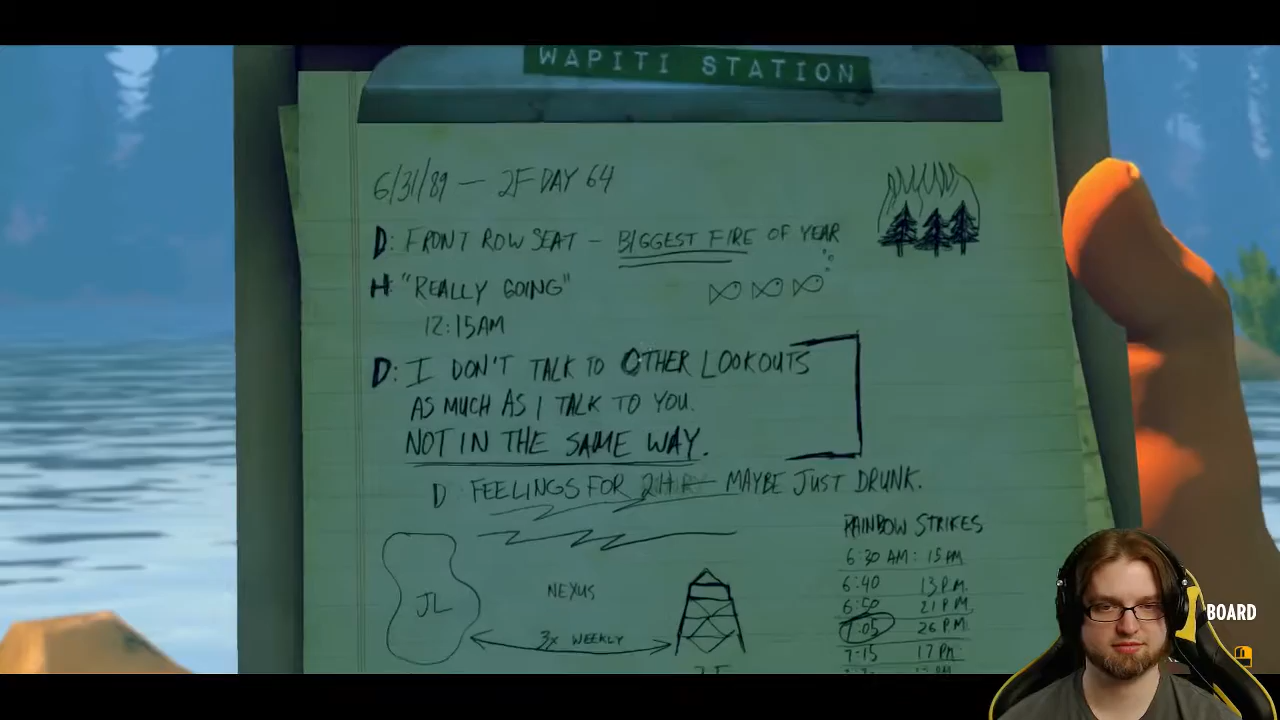 WAPITI STATION
6/31/89 — 2F DAY 64
D: FRONT ROW SEAT – BIGGEST FIRE OF YEAR
H: "REALLY GOING"
12:15AM
D: I DON'T TALK TO OTHER LOOKOUTS
AS MUCH AS I TALK TO YOU.
NOT IN THE SAME WAY.
D FEELINGS FOR MAYBE JUST DRUNK.
RAINBOW STRIKES
6:30 AM: 15 PM
6:40 13 P.M.
6:50 21 P.M.
7:05 26 P.M.
7:15 17 PM
JL
NEXUS
3x WEEKLY
BOARD